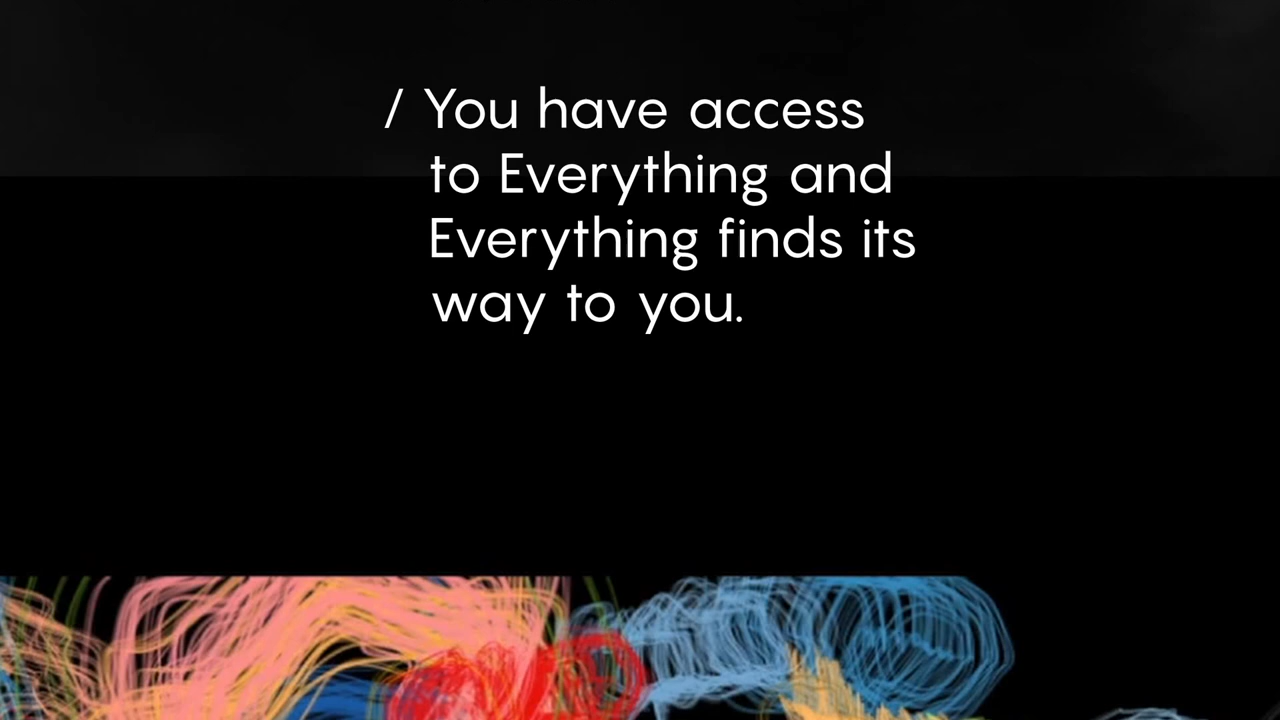 / You have access
to Everything and
Everything finds its
way to you.